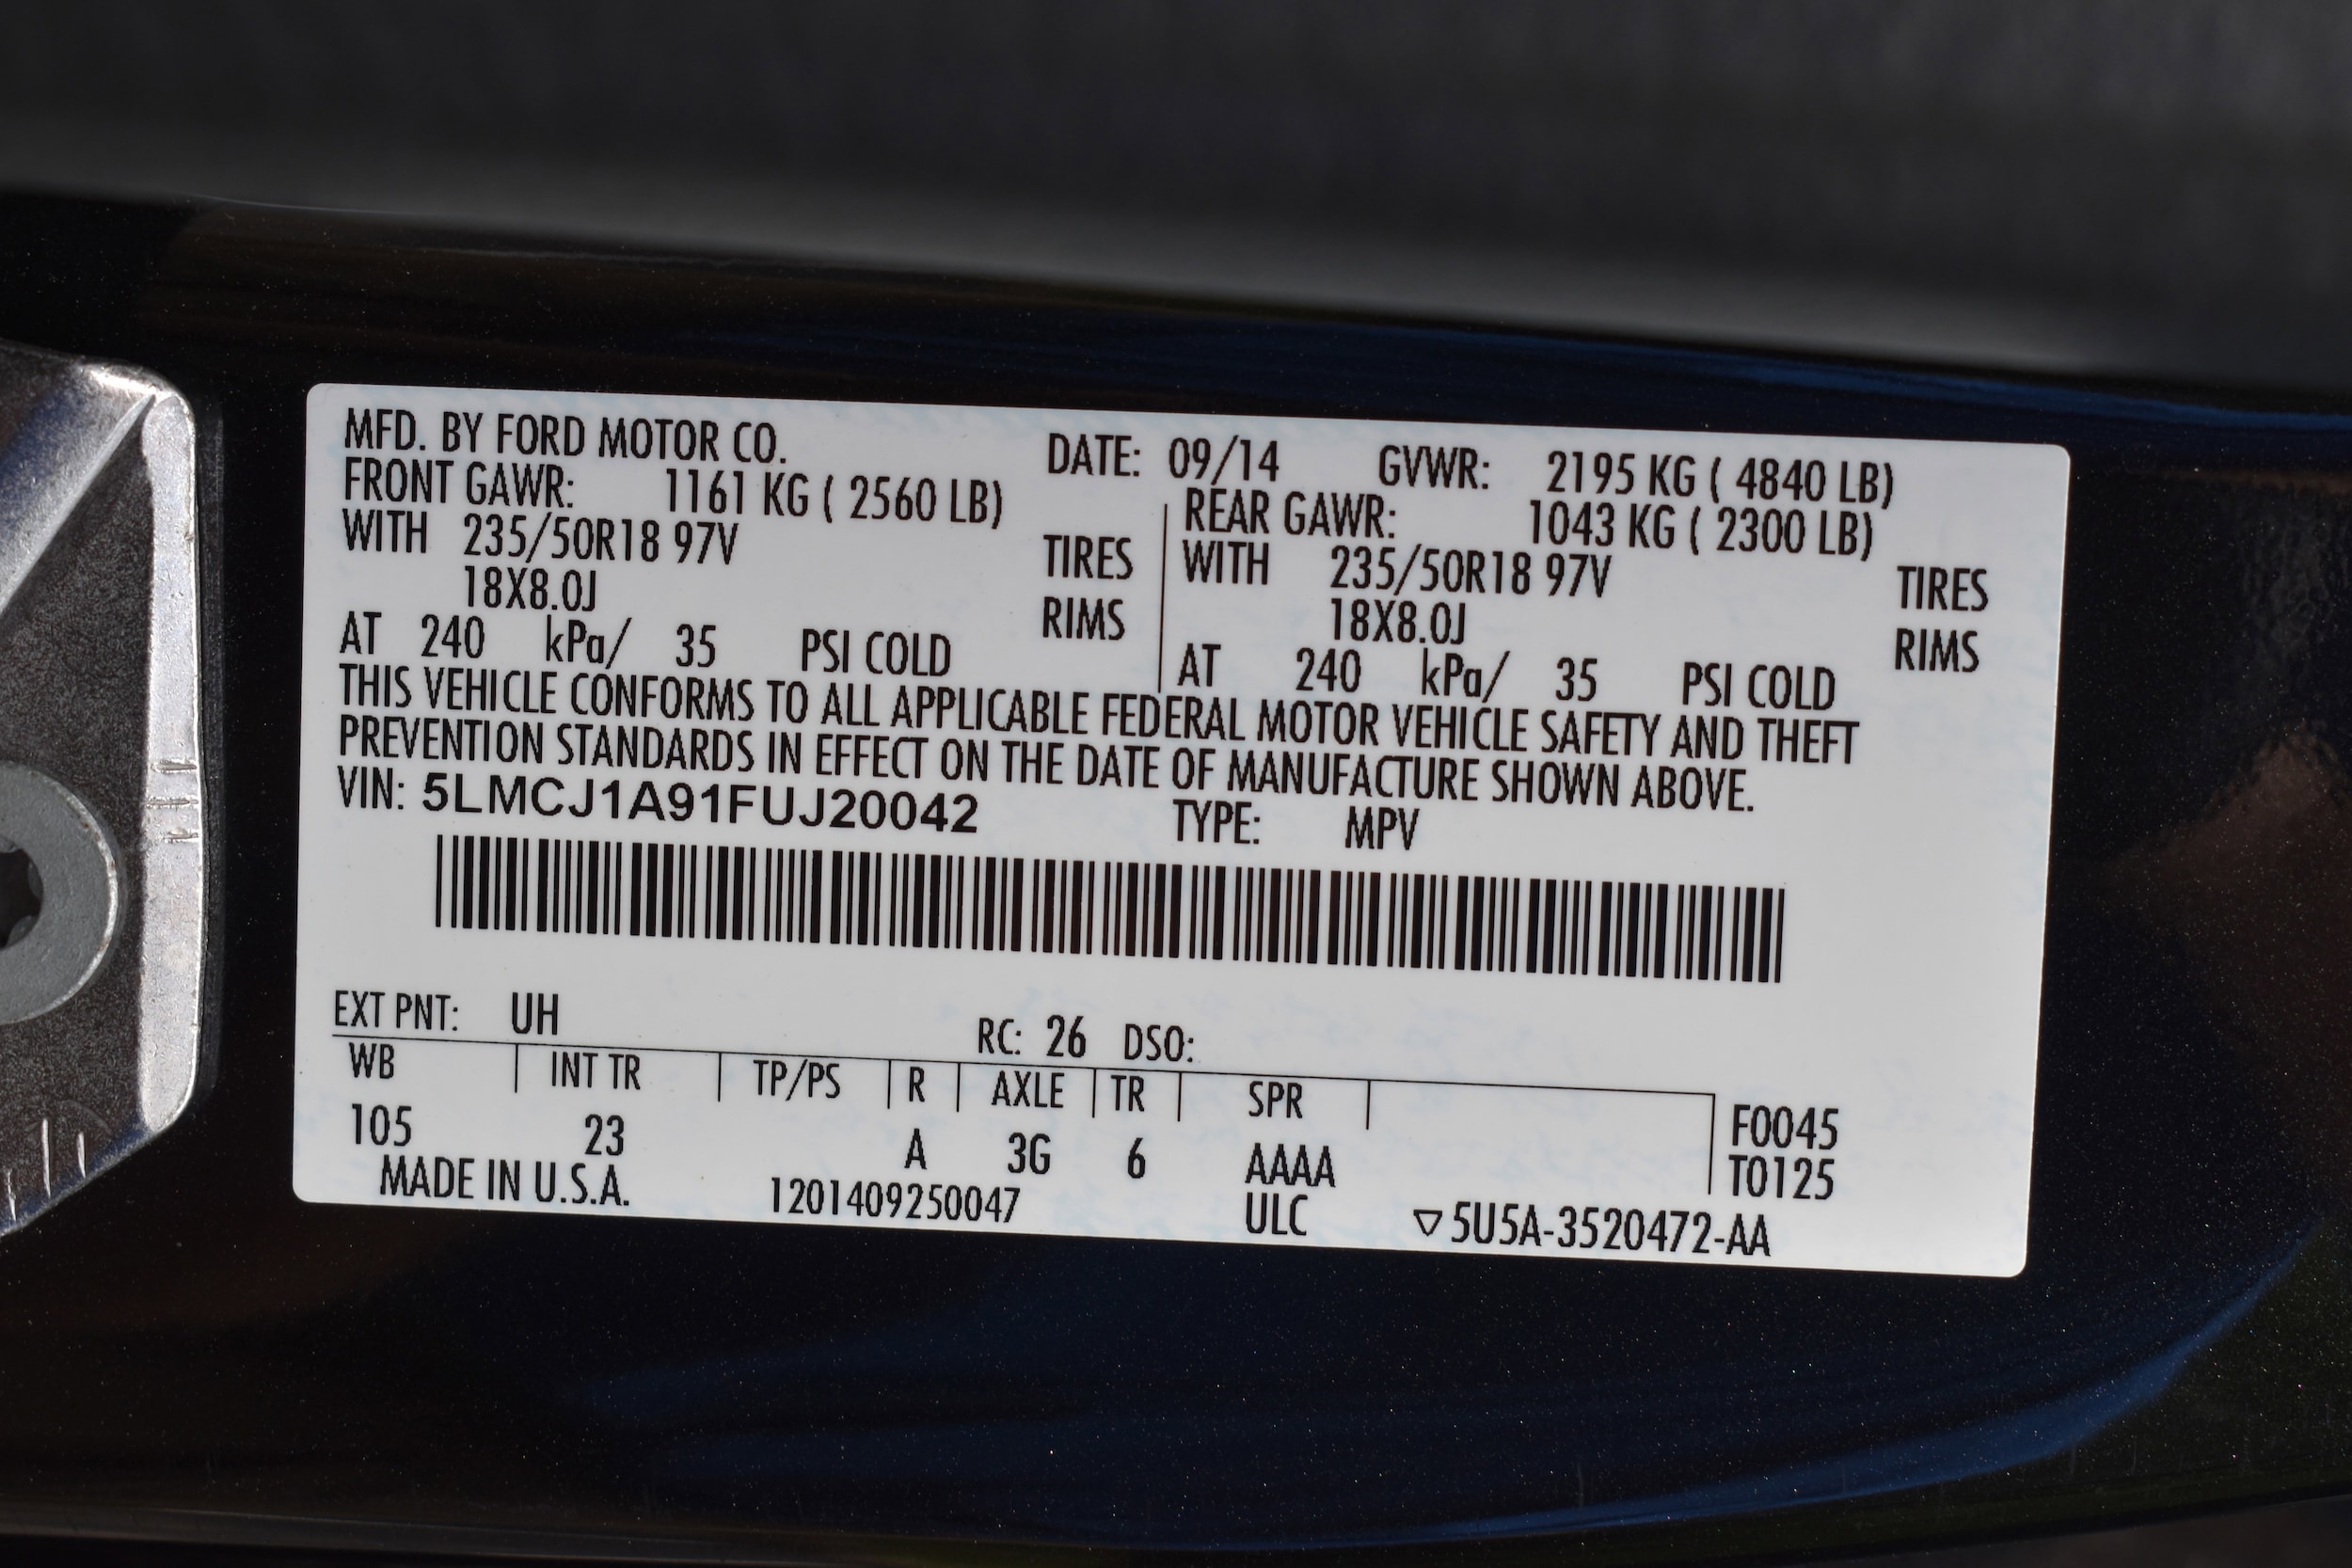 MFD. BY FORD MOTOR CO. DATE: 09/14 GVWR: 2195 KG ( 4840 LB)
FRONT GAWR: 1161 KG ( 2560 LB)
WITH 235/50R18 97V TIRES
18X8.0J RIMS
AT 240 kPa/ 35 PSI COLD
REAR GAWR: 1043 KG ( 2300 LB)
WITH 235/50R18 97V TIRES
18X8.0J RIMS
AT 240 kPa/ 35 PSI COLD
THIS VEHICLE CONFORMS TO ALL APPLICABLE FEDERAL MOTOR VEHICLE SAFETY AND THEFT
PREVENTION STANDARDS IN EFFECT ON THE DATE OF MANUFACTURE SHOWN ABOVE.
VIN: 5LMCJ1A91FUJ20042 TYPE: MPV
EXT PNT: UH RC: 26 DSO:
WB INT TR TP/PS R AXLE TR SPR
105 23 A 3G 6 AAAA
F0045
T0125
MADE IN U.S.A. 1201409250047 ULC ▽5U5A-3520472-AA